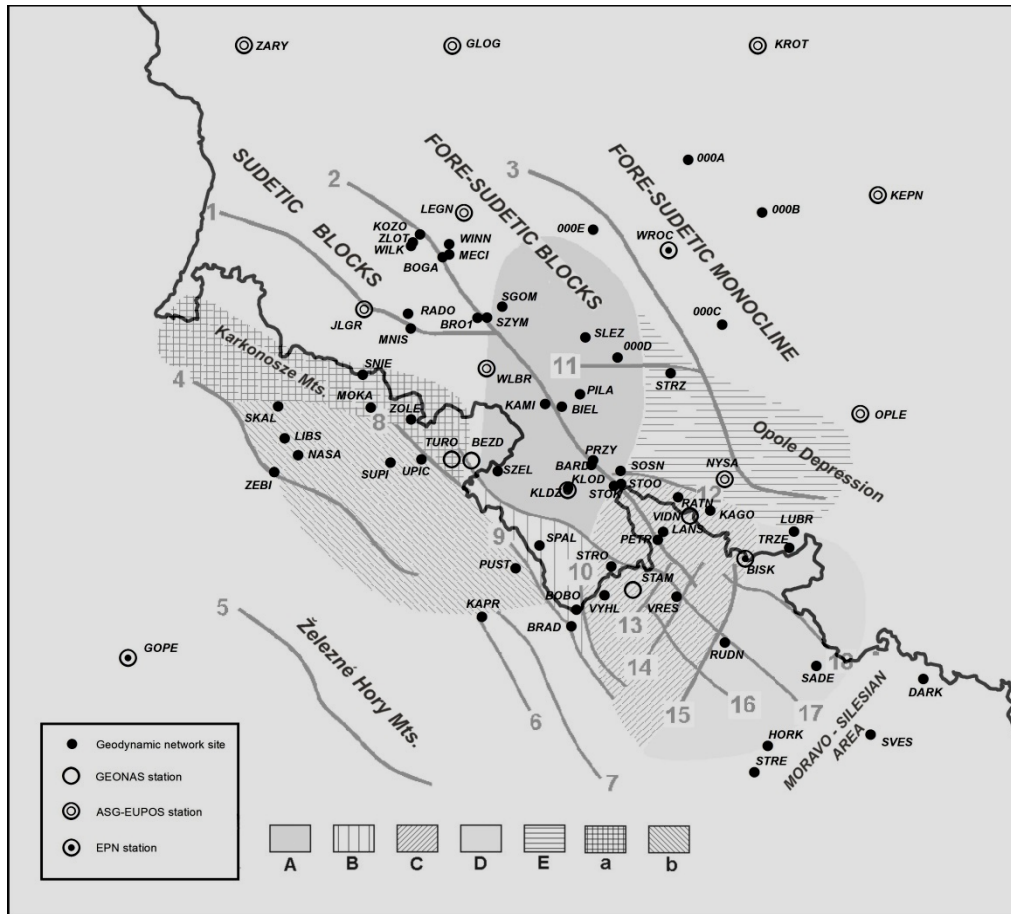 ZARY
GLOG
KROT
SUDETIC BLOCKS
FORE-SUDETIC BLOCKS
FORE-SUDETIC MONOCLINE
000A
KEPN
000B
1
2
3
LEGN
KOZO
ZLOT
WILK
WINN
MECI
BOGA
000E
WROC
JLGR
RADO
MNIS
SGOM
BRO1
SZYM
000C
SLEZ
000D
Karkonosze Mts.
SNIE
WLBR
11
STRZ
4
MOKA
SKAL
ZOLE
8
KAMI
PILA
BIEL
OPLE
Opole Depression
LIBS
NASA
ZEBI
SUPI
UPIC
TURO
BEZD
SZEL
PRZY
BARD
KLOD
KLDZ
STOK
SOSN
STOO
NYSA
12
RATN
KAGO
VIDN
LANS
PETR
LUBR
TRZE
BISK
9
SPAL
PUST
10
STRO
STAM
BOBO
VYHL
VRES
KAPR
BRAD
13
14
5
GOPE
Železné Hory Mts.
RUDN
18
SADE
DARK
15
16
17
6
7
HORK
STRE
SVES
MORAVO - SILESIAN
AREA
Geodynamic network site
GEONAS station
ASG-EUPOS station
EPN station
A
B
C
D
E
a
b